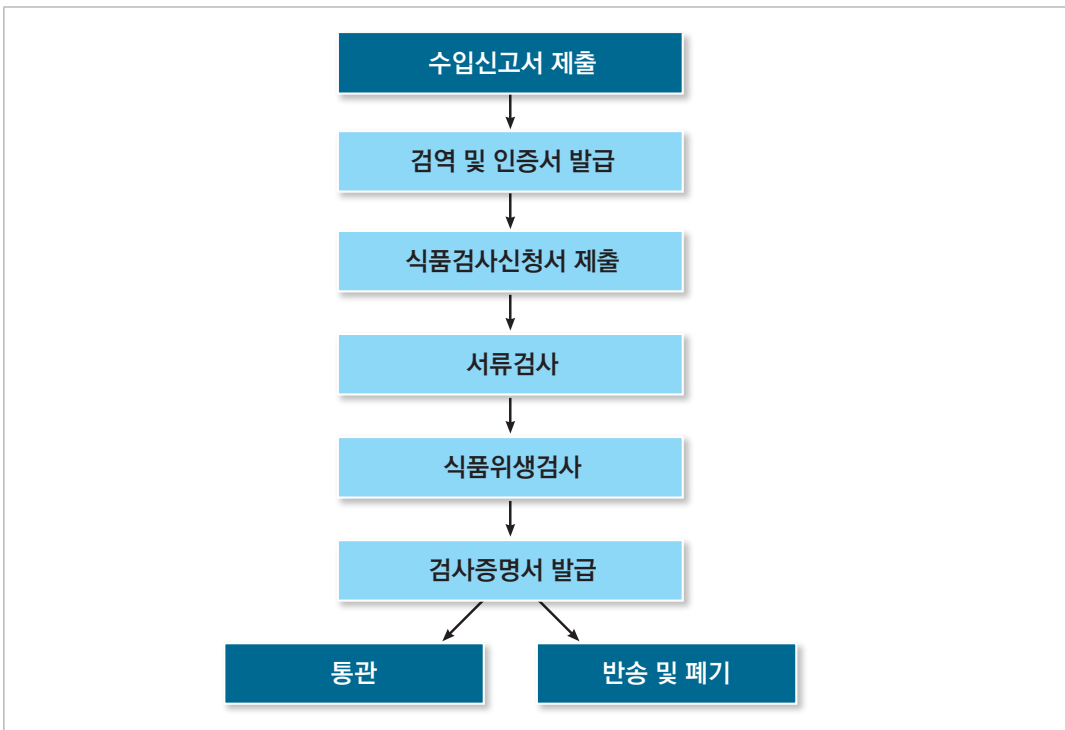 수입신고서 제출
검역 및 인증서 발급
식품검사신청서 제출
서류검사
식품위생검사
검사증명서 발급
통관
반송 및 폐기